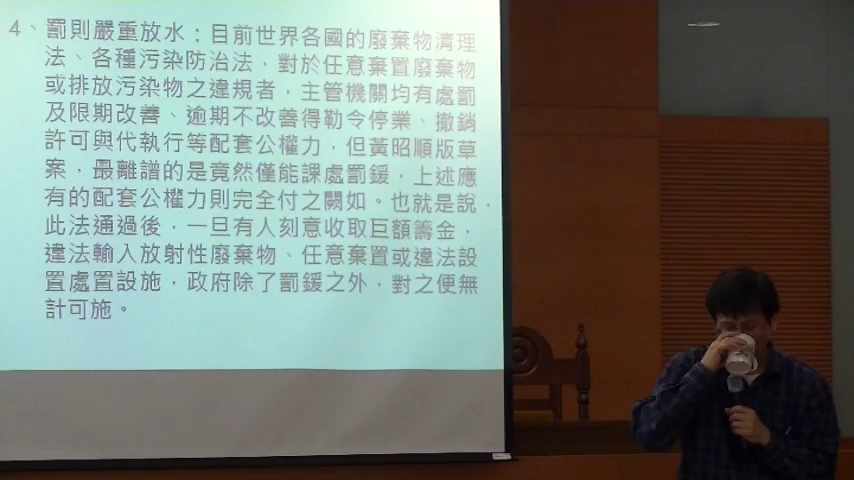 4、罰則嚴重放水：目前世界各國的廢棄物清理
法、各種污染防治法，對於任意棄置廢棄物
或排放污染物之違規者，主管機關均有處罰
及限期改善、逾期不改善得勒令停業、撤銷
許可與代執行等配套公權力，但黃昭順版草
案，最離譜的是竟然僅能課處罰鍰，上述應
有的配套公權力則完全付之闕如。也就是說，
此法通過後，一旦有人刻意收取巨額籌金，
違法輸入放射性廢棄物、任意棄置或違法設
置處置設施，政府除了罰鍰之外，對之便無
計可施。